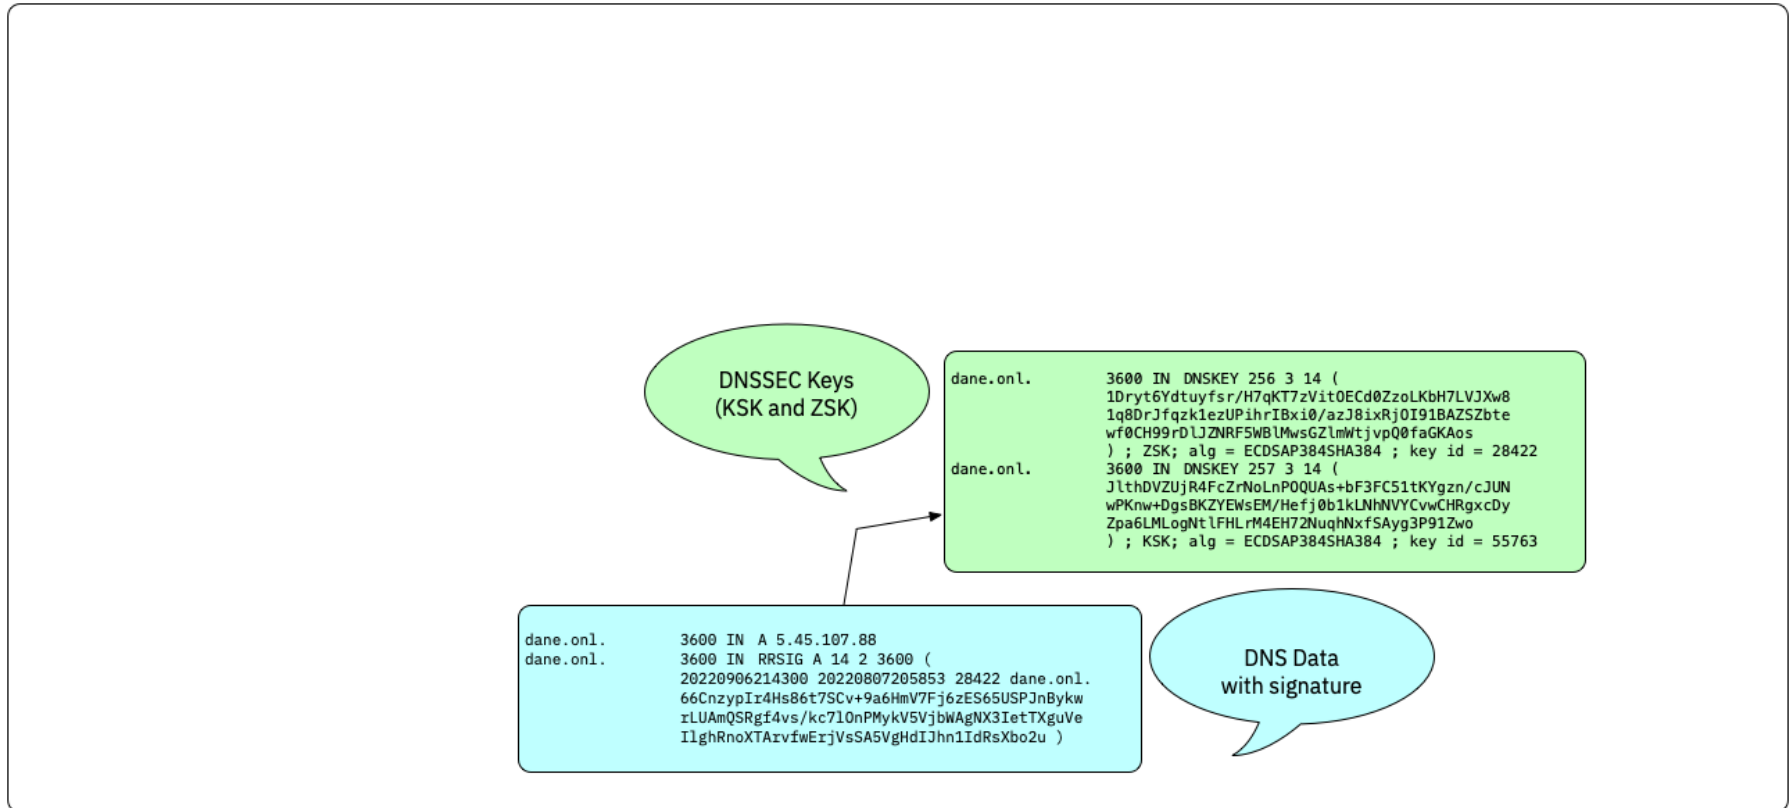 DNSSEC Keys
(KSK and ZSK)
dane.onl. 3600 IN DNSKEY 256 3 14 (
1Dryt6Ydtuyfsr/H7qKT7zVitOECd0ZzoLKbH7LVJXw8
1q8DrJfqzk1ezUPihrIBxi0/azJ8ixRjOI91BAZSZbte
wf0CH99rDlJZNRF5WBlMwsGZlmWtjvpQ0faGKAos
) ; ZSK; alg = ECDSAP384SHA384 ; key id = 28422
dane.onl. 3600 IN DNSKEY 257 3 14 (
JlthDVZUjR4FcZrNoLnPOQUAs+bF3FC51tKYgzn/cJUN
wPKnw+DgsBKZYEWsEM/Hefj0b1kLNhNVYCvwCHRgxcDy
Zpa6LMLogNtlFHLrM4EH72NuqhNxfSAyg3P91Zwo
) ; KSK; alg = ECDSAP384SHA384 ; key id = 55763
dane.onl. 3600 IN A 5.45.107.88
dane.onl. 3600 IN RRSIG A 14 2 3600 (
20220906214300 20220807205853 28422 dane.onl.
66CnzypIr4Hs86t7SCv+9a6HmV7Fj6zES65USPJnBykw
rLUAmQSRgf4vs/kc7lOnPMykV5VjbWAgNX3IetTXguVe
IlghRnoXTArvfwErjVsSA5VgHdIJhn1IdRsXbo2u )
DNS Data
with signature